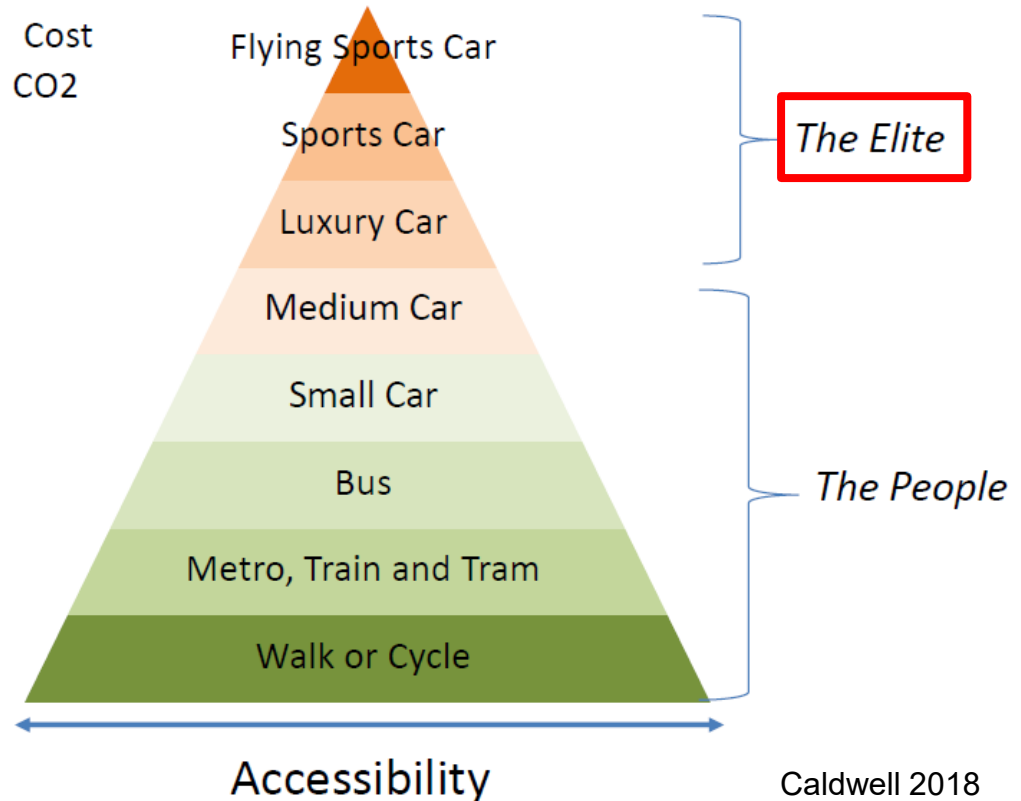 Cost
CO2
Flying Sports Car
Sports Car
The Elite
Luxury Car
Medium Car
Small Car
Bus
The People
Metro, Train and Tram
Walk or Cycle
Accessibility
Caldwell 2018